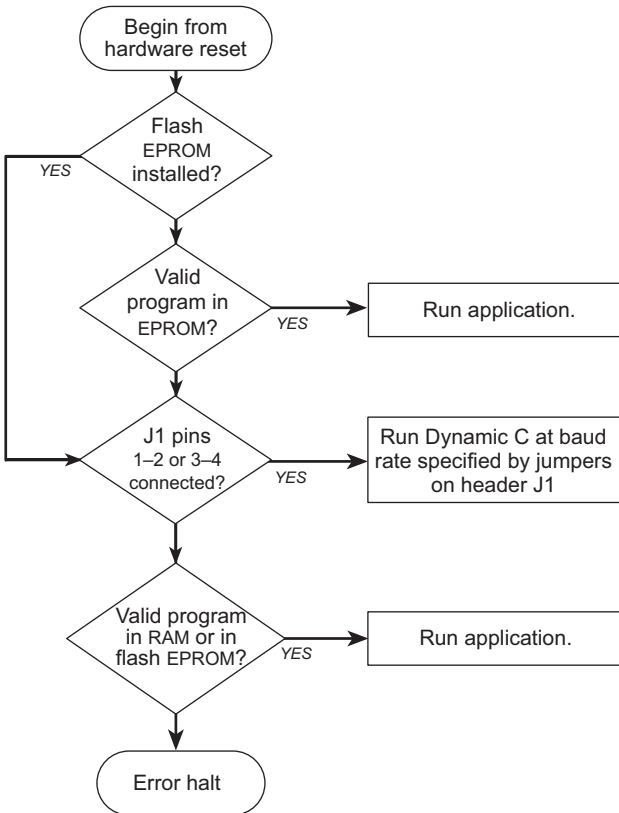 Begin from
hardware reset
Flash
EPROM
installed?
YES
Valid
program in
EPROM?
YES
Run application.
J1 pins
1–2 or 3–4
connected?
YES
Run Dynamic C at baud
rate specified by jumpers
on header J1
Valid program
in RAM or in
flash EPROM?
YES
Run application.
Error halt